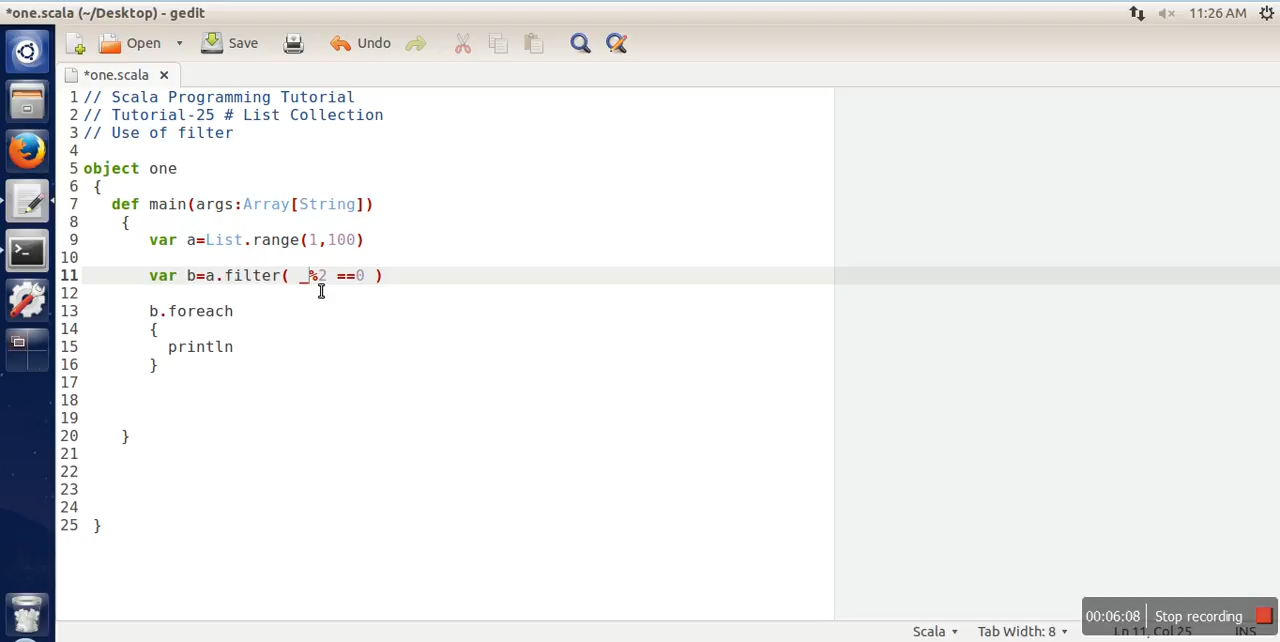 *one.scala (~/Desktop) - gedit
11:26 AM
Open
Save
Undo
*one.scala
1 // Scala Programming Tutorial
2 // Tutorial-25 # List Collection
3 // Use of filter
4
5 object one
6 {
7 def main(args:Array[String])
8 {
9 var a=List.range(1,100)
10
11 var b=a.filter( _%2 ==0 )
12
13 b.foreach
14 {
15 println
16 }
17
18
19
20 }
21
22
23
24
25 }
00:06:08 Stop recording
Scala Tab Width: 8 Ln 11, Col 25 INS